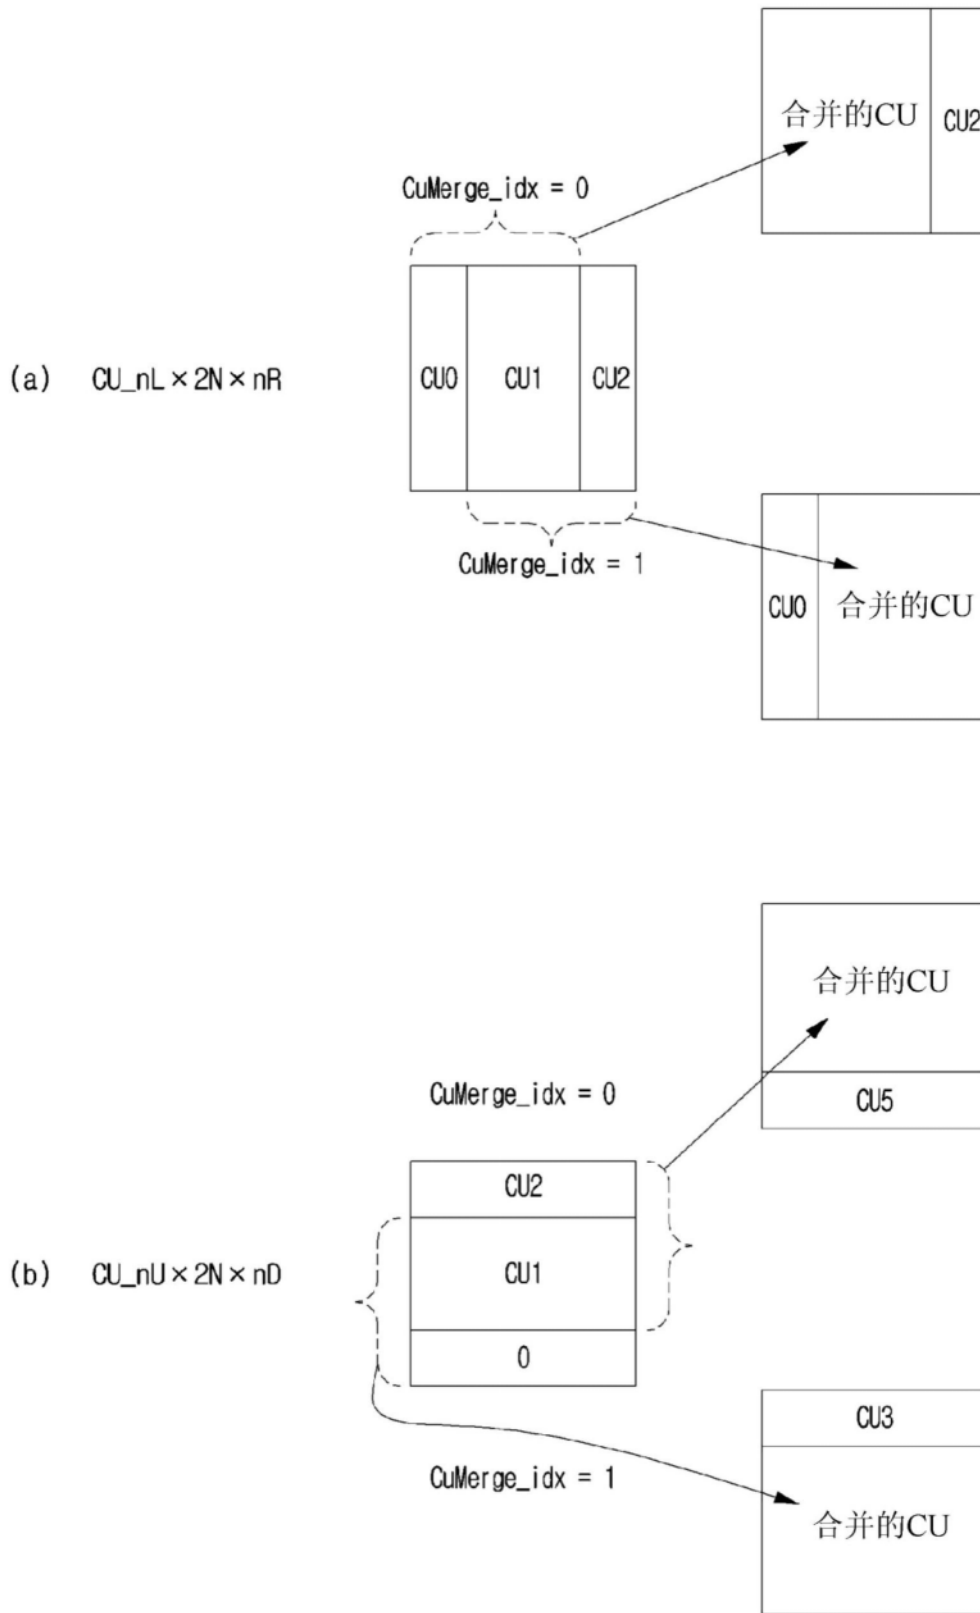 合并的CU CU2
CuMerge_idx = 0
(a) CU_nL×2N×nR
CU0 CU1 CU2
CuMerge_idx = 1
CU0 合并的CU
合并的CU
CuMerge_idx = 0
CU5
CU2
(b) CU_nU×2N×nD
CU1
0
CU3
CuMerge_idx = 1
合并的CU